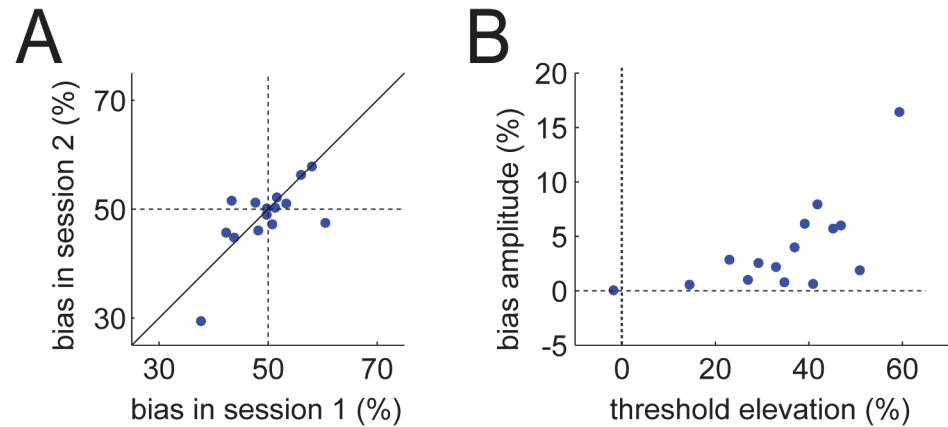 A
bias in session 2 (%)
70
50
30
30 50 70
bias in session 1 (%)
B
bias amplitude (%)
20
15
10
5
0
-5
0 20 40 60
threshold elevation (%)